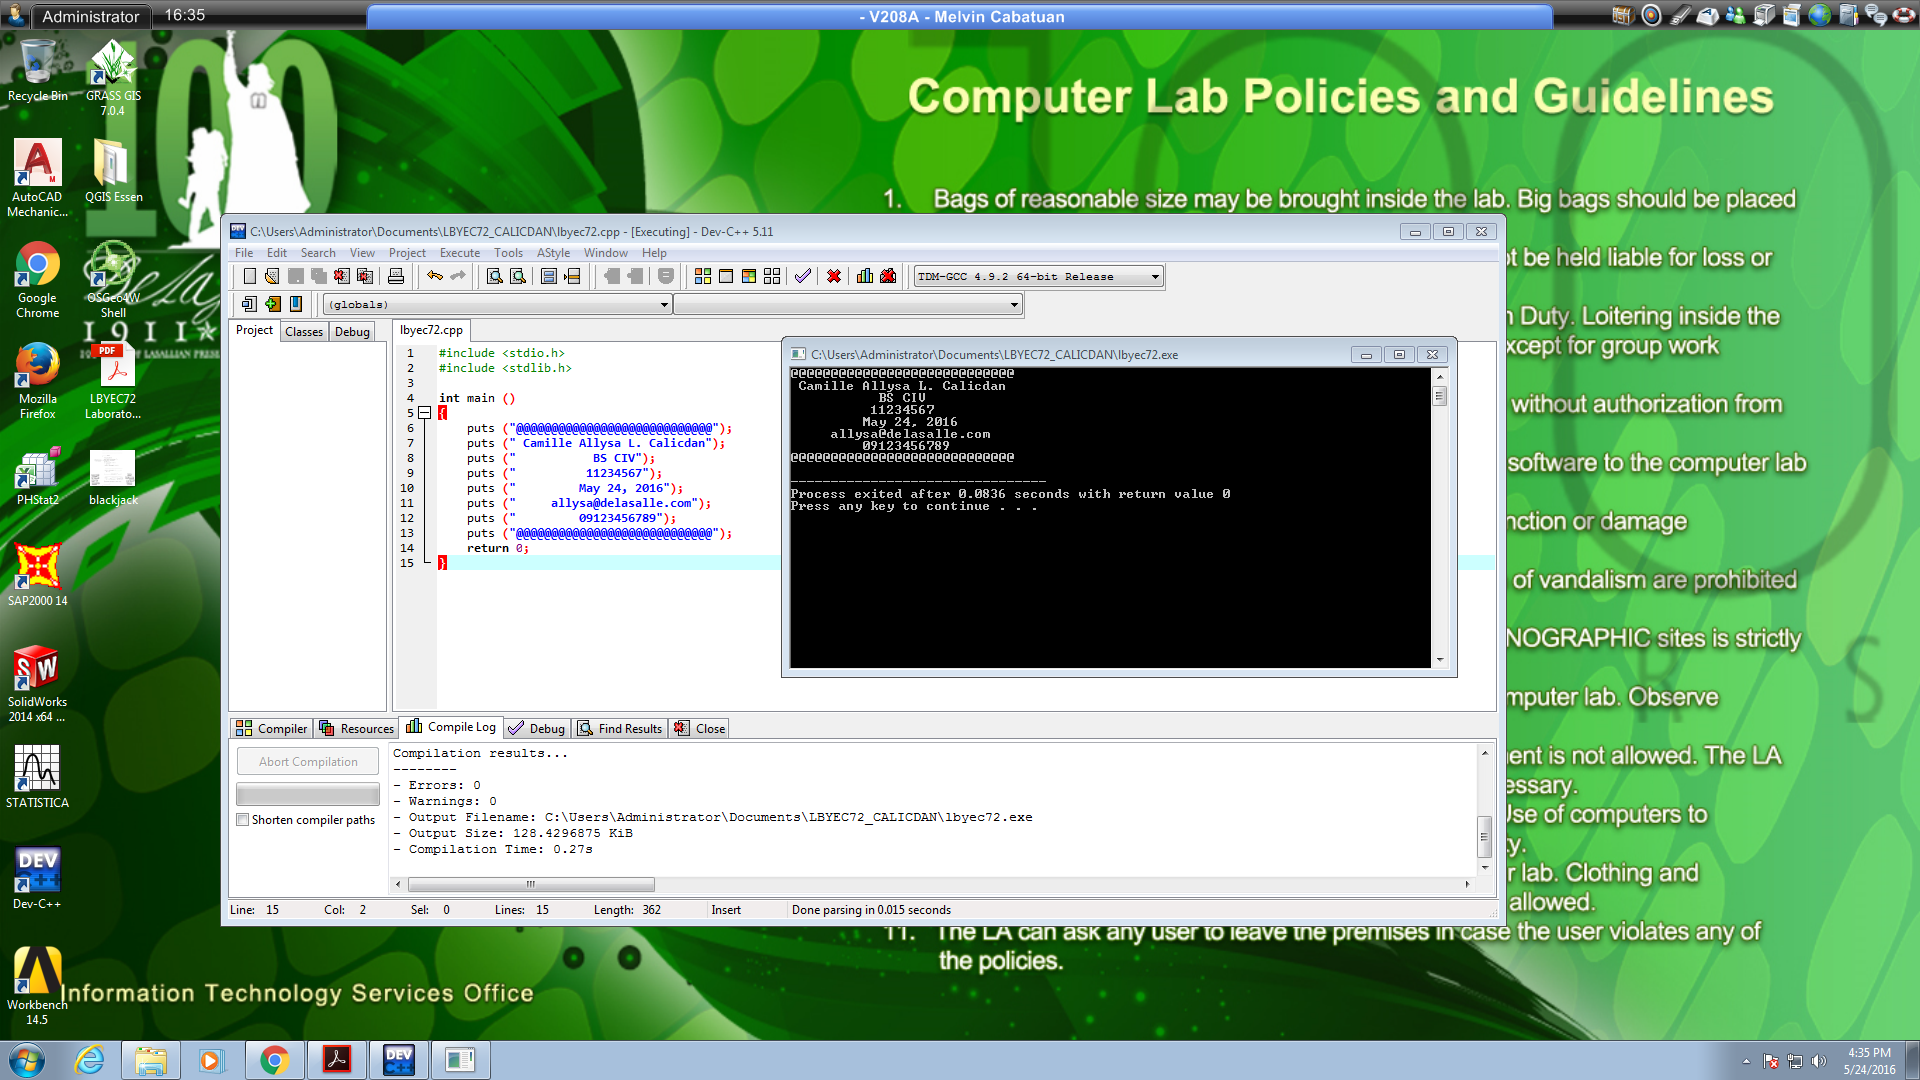 Administrator
16:35
- V208A - Melvin Cabatuan
Recycle Bin
GRASS GIS
7.0.4
AutoCAD
Mechanic...
QGIS Essen
Google
Chrome
OSGeo4W
Shell
Mozilla
Firefox
LBYEC72
Laborato...
PHStat2
blackjack
SAP2000 14
SolidWorks
2014 x64 ...
STATISTICA
Dev-C++
Workbench
14.5
100
1911
Computer Lab Policies and Guidelines
1. Bags of reasonable size may be brought inside the lab. Big bags should be placed
t be held liable for loss or
Duty. Loitering inside the
xcept for group work
without authorization from
software to the computer lab
nction or damage
of vandalism are prohibited
NOGRAPHIC sites is strictly
mputer lab. Observe
ent is not allowed. The LA
essary.
Use of computers to
y.
r lab. Clothing and
allowed.
11. The LA can ask any user to leave the premises in case the user violates any of
the policies.
Information Technology Services Office
C:\Users\Administrator\Documents\LBYEC72_CALICDAN\lbyec72.cpp - [Executing] - Dev-C++ 5.11
File Edit Search View Project Execute Tools AStyle Window Help
TDM-GCC 4.9.2 64-bit Release
(globals)
Project Classes Debug
lbyec72.cpp
1 #include <stdio.h>
2 #include <stdlib.h>
3
4 int main ()
5 {
6 puts ("@@@@@@@@@@@@@@@@@@@@@@@@@@@@");
7 puts (" Camille Allysa L. Calicdan");
8 puts ("           BS CIV");
9 puts ("          11234567");
10 puts ("         May 24, 2016");
11 puts ("     allysa@delasalle.com");
12 puts ("         09123456789");
13 puts ("@@@@@@@@@@@@@@@@@@@@@@@@@@@@");
14 return 0;
15 }
C:\Users\Administrator\Documents\LBYEC72_CALICDAN\lbyec72.exe
@@@@@@@@@@@@@@@@@@@@@@@@@@@@
Camille Allysa L. Calicdan
BS CIV
11234567
May 24, 2016
allysa@delasalle.com
09123456789
@@@@@@@@@@@@@@@@@@@@@@@@@@@@
--------------------------------
Process exited after 0.0836 seconds with return value 0
Press any key to continue . . .
Compiler Resources Compile Log Debug Find Results Close
Abort Compilation
Shorten compiler paths
Compilation results...
--------
- Errors: 0
- Warnings: 0
- Output Filename: C:\Users\Administrator\Documents\LBYEC72_CALICDAN\lbyec72.exe
- Output Size: 128.4296875 KiB
- Compilation Time: 0.27s
Line: 15 Col: 2 Sel: 0 Lines: 15 Length: 362 Insert Done parsing in 0.015 seconds
4:35 PM
5/24/2016